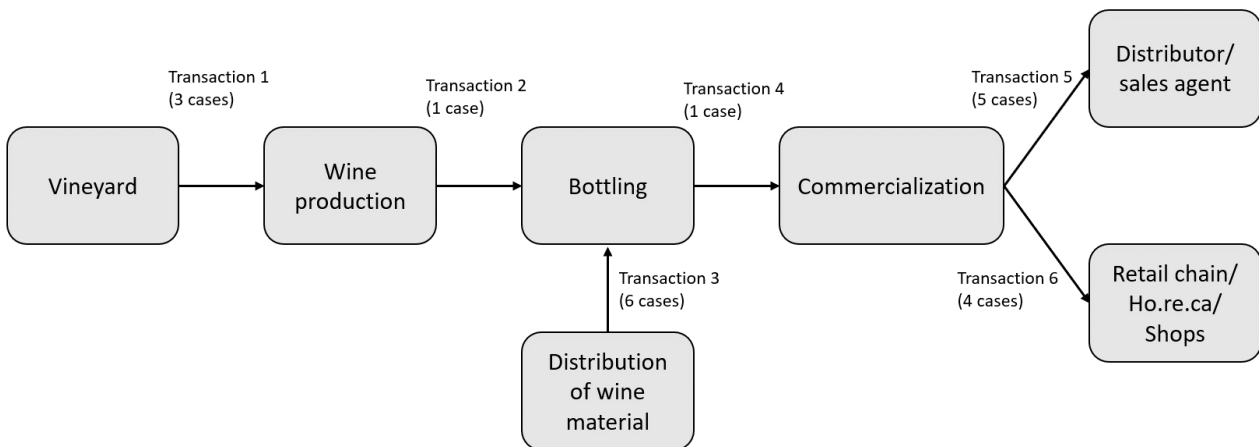 Transaction 1
(3 cases)
Transaction 2
(1 case)
Transaction 4
(1 case)
Transaction 5
(5 cases)
Distributor/
sales agent
Vineyard
Wine
production
Bottling
Commercialization
Transaction 3
(6 cases)
Transaction 6
(4 cases)
Retail chain/
Ho.re.ca/
Shops
Distribution
of wine
material